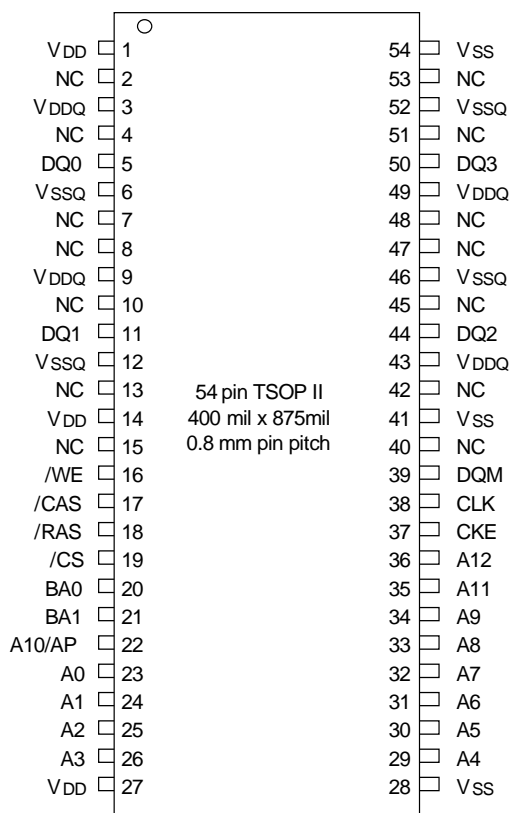 VDD 1 54 VSS
NC 2 53 NC
VDDQ 3 52 VSSQ
NC 4 51 NC
DQ0 5 50 DQ3
VSSQ 6 49 VDDQ
NC 7 48 NC
NC 8 47 NC
VDDQ 9 46 VSSQ
NC 10 45 NC
DQ1 11 44 DQ2
VSSQ 12 43 VDDQ
NC 13 54 pin TSOP II 42 NC
VDD 14 400 mil x 875mil 41 VSS
NC 15 0.8 mm pin pitch 40 NC
/WE 16 39 DQM
/CAS 17 38 CLK
/RAS 18 37 CKE
/CS 19 36 A12
BA0 20 35 A11
BA1 21 34 A9
A10/AP 22 33 A8
A0 23 32 A7
A1 24 31 A6
A2 25 30 A5
A3 26 29 A4
VDD 27 28 VSS